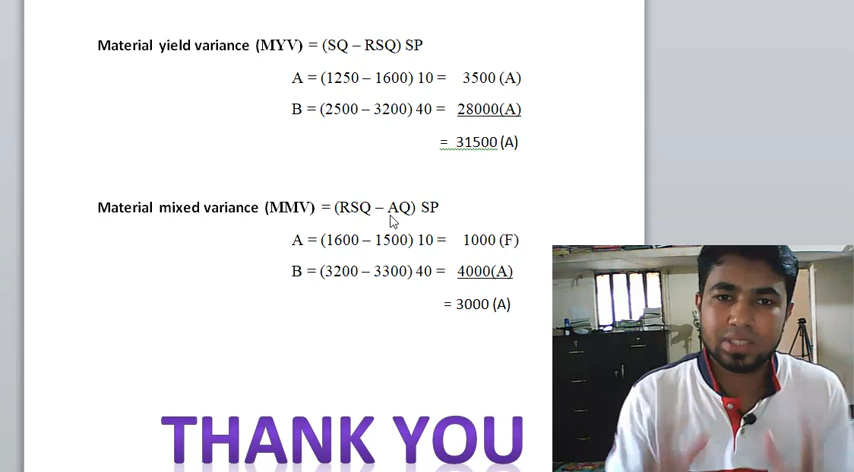 Material yield variance (MYV) = (SQ – RSQ) SP
A = (1250 – 1600) 10 = 3500 (A)
B = (2500 – 3200) 40 = 28000(A)
= 31500 (A)
Material mixed variance (MMV) = (RSQ – AQ) SP
A = (1600 – 1500) 10 = 1000 (F)
B = (3200 – 3300) 40 = 4000(A)
= 3000 (A)
THANK YOU